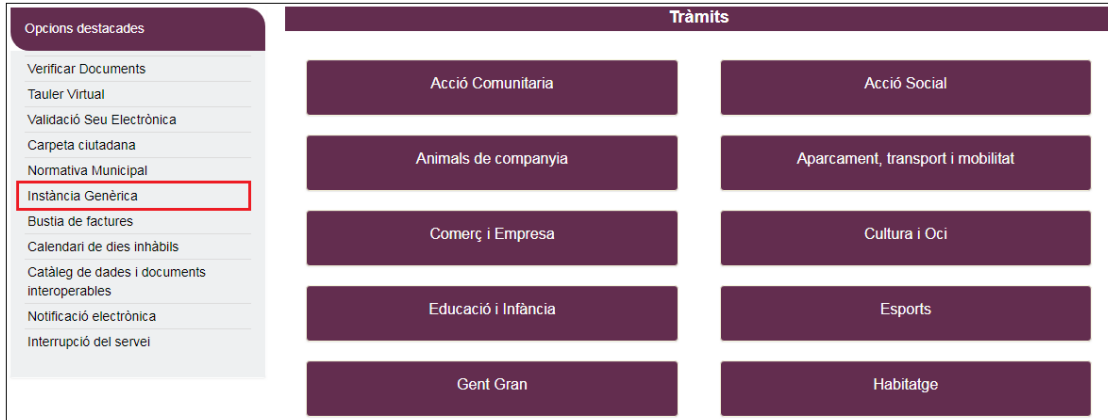 Opcions destacades
Verificar Documents
Tauler Virtual
Validació Seu Electrònica
Carpeta ciutadana
Normativa Municipal
Instància Genèrica
Bustia de factures
Calendari de dies inhàbils
Catàleg de dades i documents
interoperables
Notificació electrònica
Interrupció del servei
Tràmits
Acció Comunitaria
Acció Social
Animals de companyia
Aparcament, transport i mobilitat
Comerç i Empresa
Cultura i Oci
Educació i Infància
Esports
Gent Gran
Habitatge